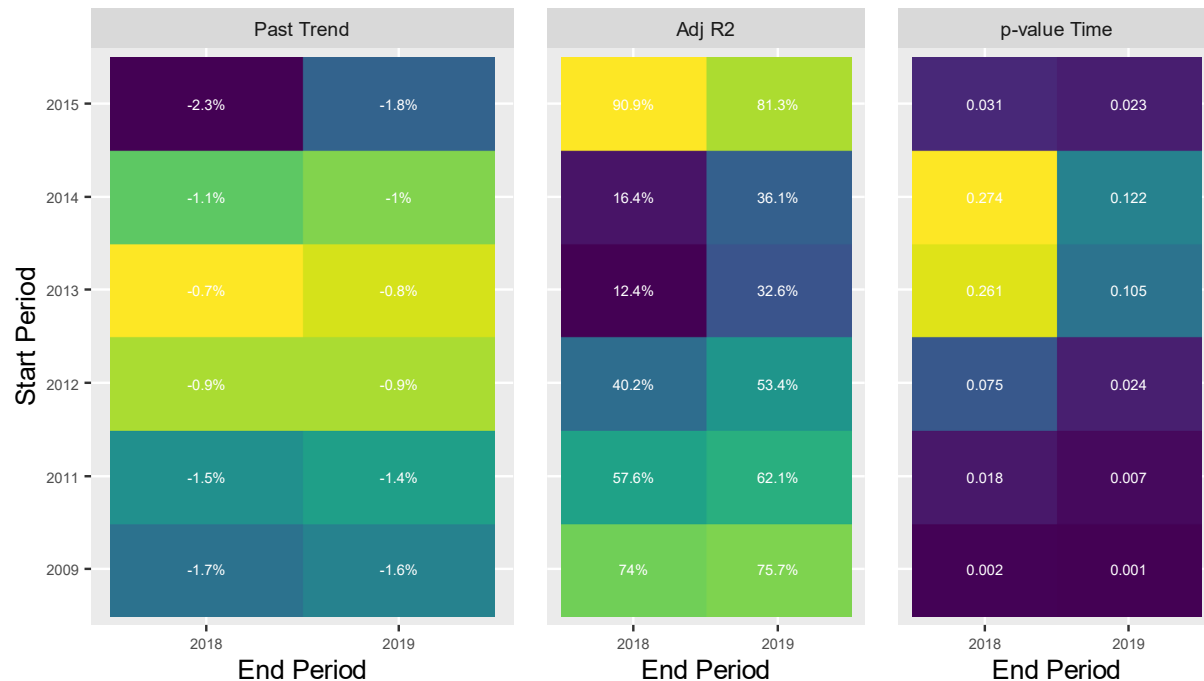 Past Trend Adj R2 p-value Time
2015 -2.3% -1.8% 90.9% 81.3% 0.031 0.023
2014 -1.1% -1% 16.4% 36.1% 0.274 0.122
2013 -0.7% -0.8% 12.4% 32.6% 0.261 0.105
2012 -0.9% -0.9% 40.2% 53.4% 0.075 0.024
2011 -1.5% -1.4% 57.6% 62.1% 0.018 0.007
2009 -1.7% -1.6% 74% 75.7% 0.002 0.001
Start Period
2018 2019 2018 2019 2018 2019
End Period End Period End Period